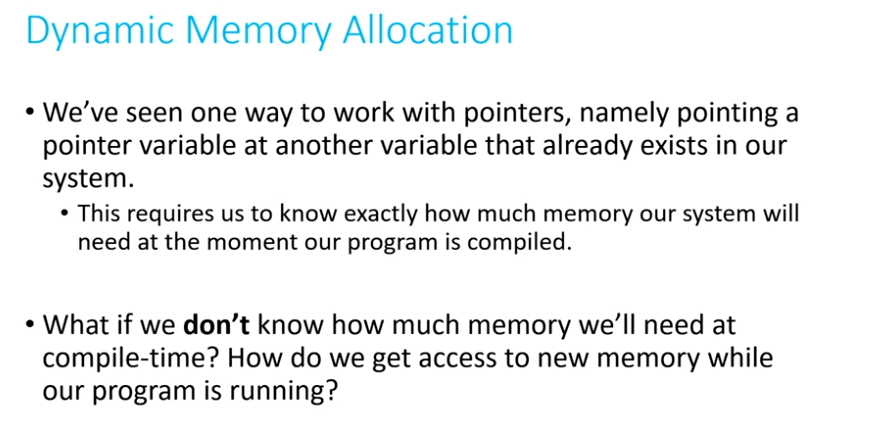 Dynamic Memory Allocation
• We’ve seen one way to work with pointers, namely pointing a
pointer variable at another variable that already exists in our
system.
• This requires us to know exactly how much memory our system will
need at the moment our program is compiled.
• What if we don’t know how much memory we’ll need at
compile-time? How do we get access to new memory while
our program is running?